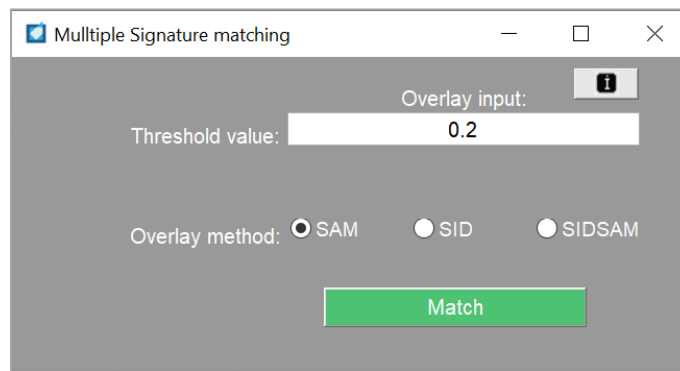 Mulltiple Signature matching
Overlay input:
Threshold value: 0.2
Overlay method: SAM SID SIDSAM
Match